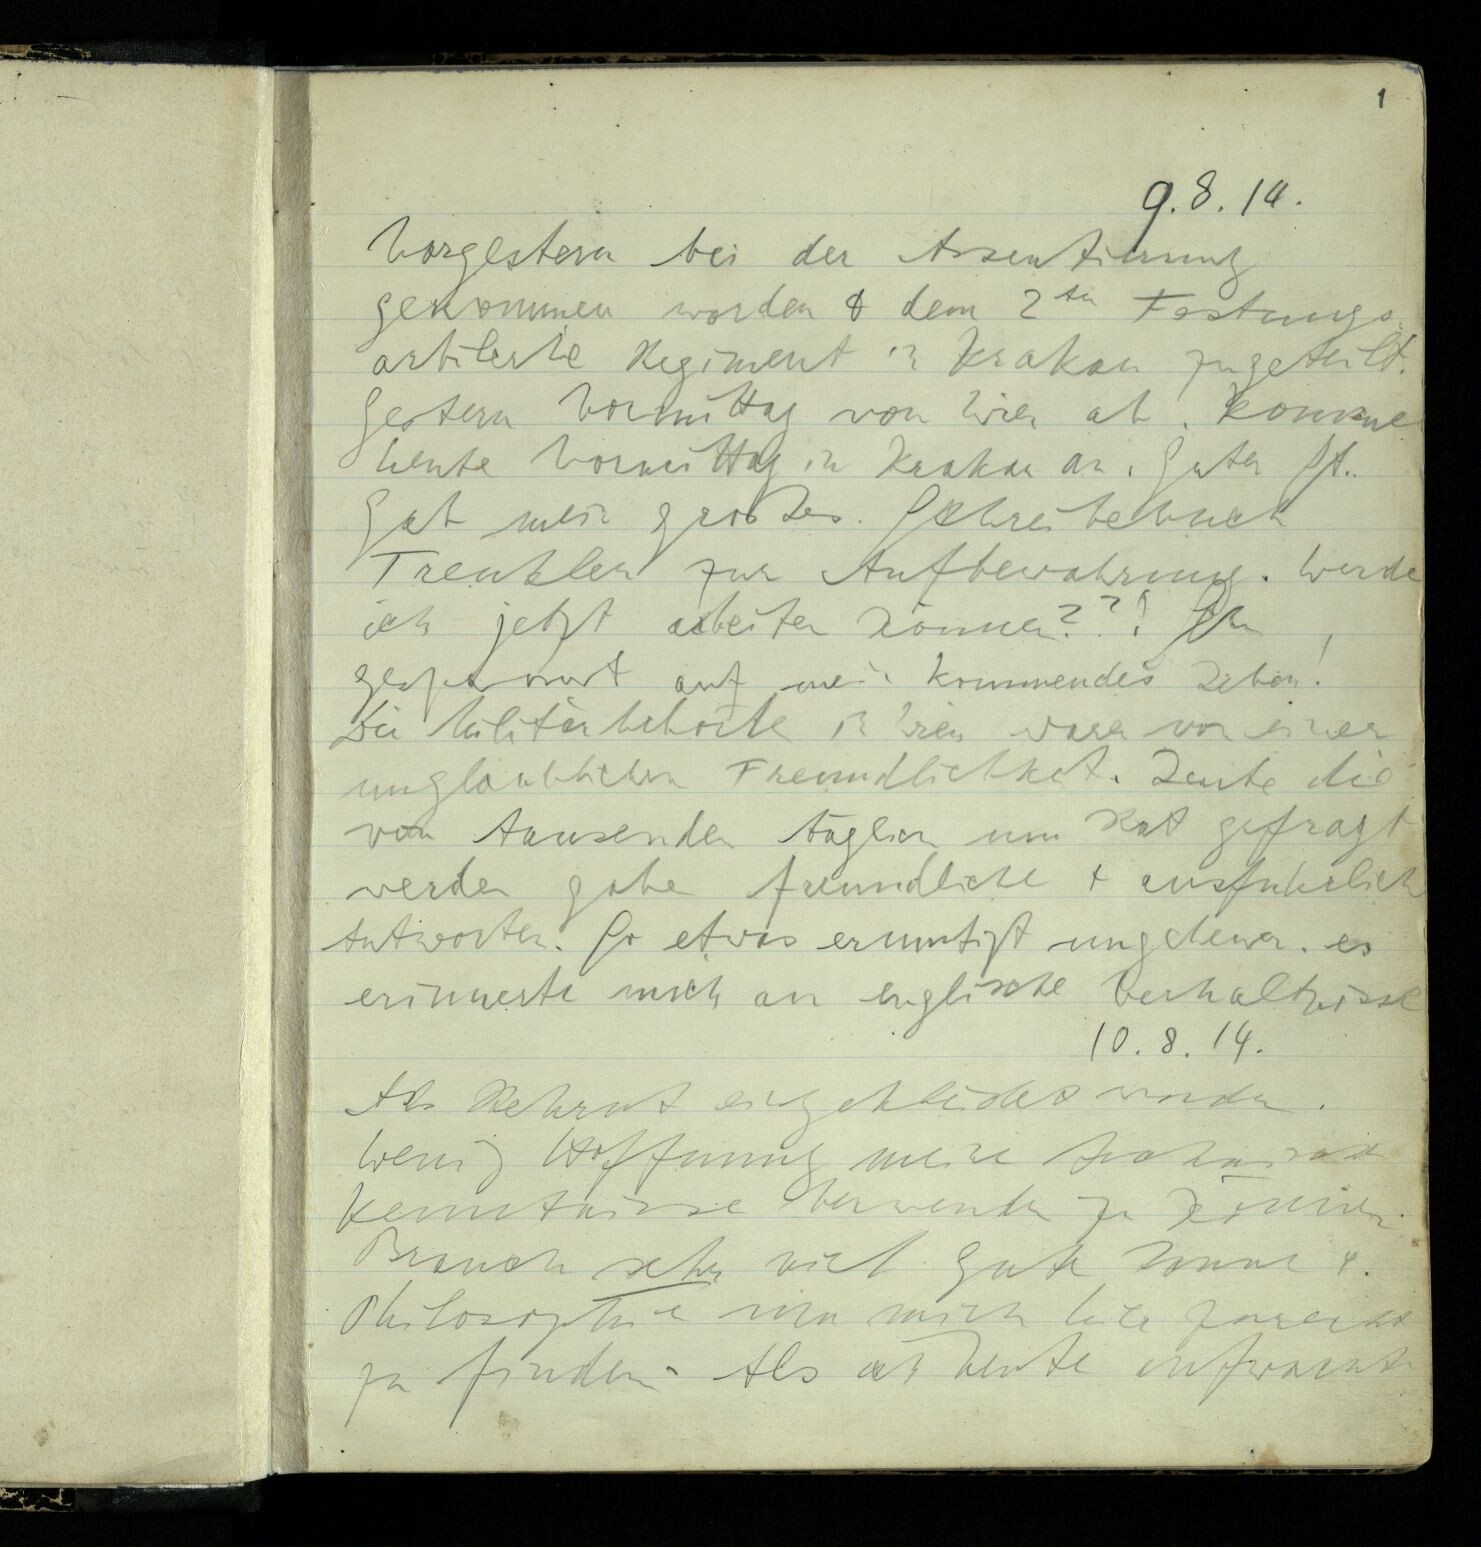 1
9.8.14.
Vorgestern bei der Assentierung
genommen worden & dem 2ten Festungs-
artillerie Regiment in Krakau zugeteilt.
Gestern Vormittag von Wien ab. Komme
heute Vormittag in Krakau an. Guter St.
Gab mein großes Schreibebuch
Trenkler zur Aufbewahrung. Werde
ich jetzt arbeiten können??! Bin
gespannt auf mein kommendes Leben!
Die Militärbehörde in Wien waren von einer
unglaublichen Freundlichkeit. Leute die
von tausenden täglich um Rat gefragt
werden gaben freundliche & ausführliche
Antworten. So etwas ermutigt ungeheuer. es
erinnerte mich an englische Verhältnisse
10.8.14.
Als Rekrut eingekleidet worden.
Wenig Hoffnung meine technischen
Kenntnisse verwenden zu können.
Brauche sehr viel gute Laune &
Philosophie um mich hier zurecht
zu finden. Als ich heute aufwachte